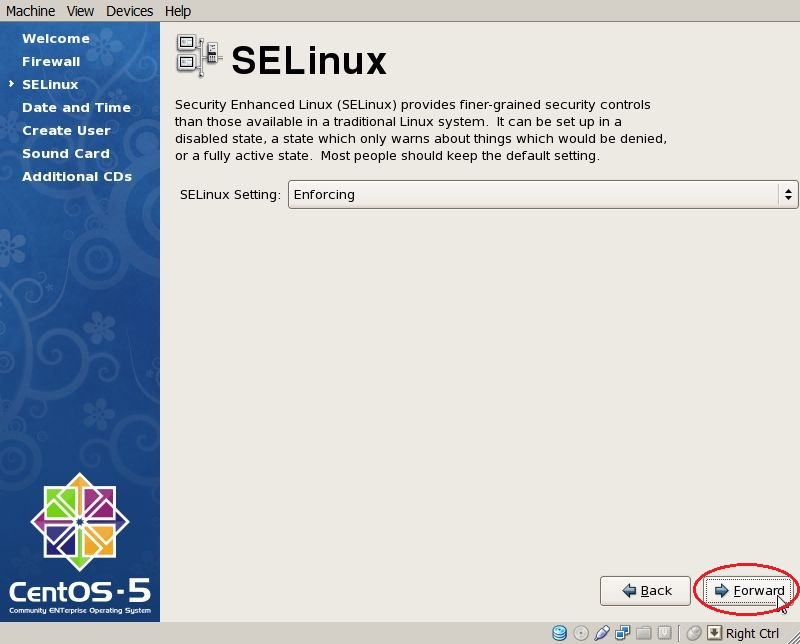 Machine View Devices Help
Welcome
Firewall
SELinux
Date and Time
Create User
Sound Card
Additional CDs
SELinux
Security Enhanced Linux (SELinux) provides finer-grained security controls
than those available in a traditional Linux system. It can be set up in a
disabled state, a state which only warns about things which would be denied,
or a fully active state. Most people should keep the default setting.
SELinux Setting: Enforcing
CentOS-5
Community ENTerprise Operating System
Back Forward
Right Ctrl